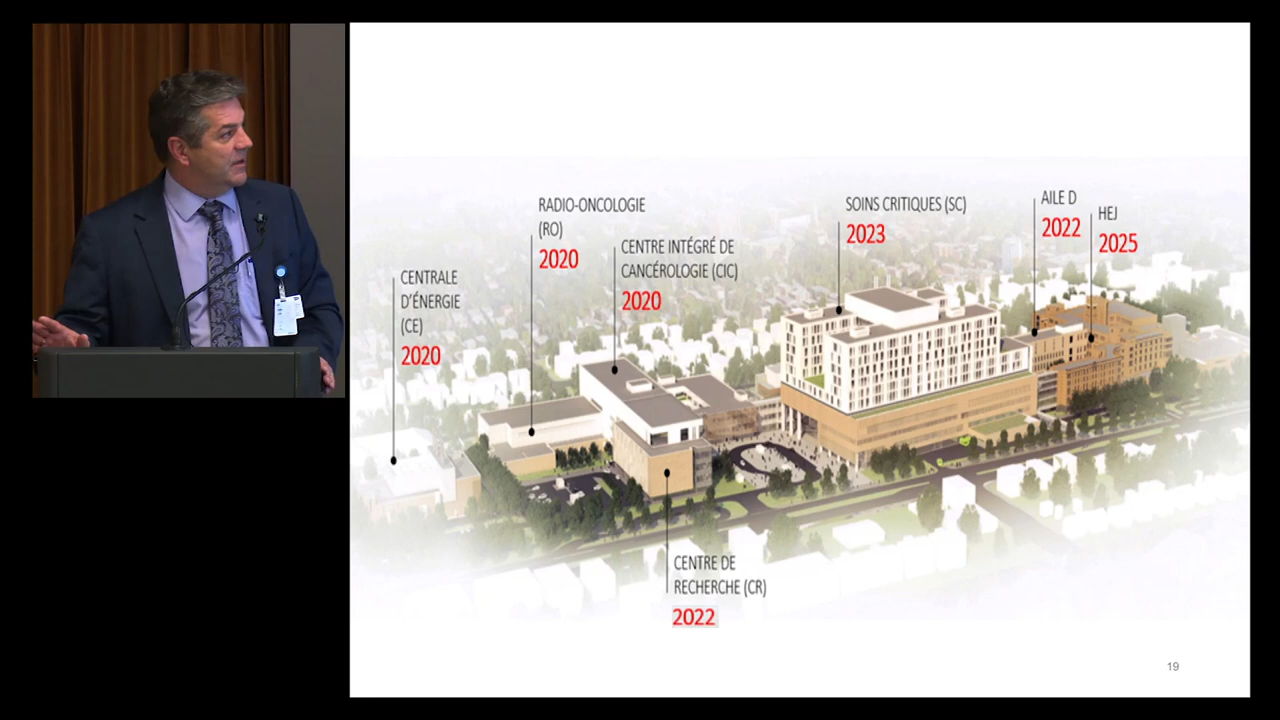 CENTRALE
D'ÉNERGIE
(CE)
2020
RADIO-ONCOLOGIE
(RO)
2020
CENTRE INTÉGRÉ DE
CANCÉROLOGIE (CIC)
2020
SOINS CRITIQUES (SC)
2023
AILE D
2022
HEJ
2025
CENTRE DE
RECHERCHE (CR)
2022
19